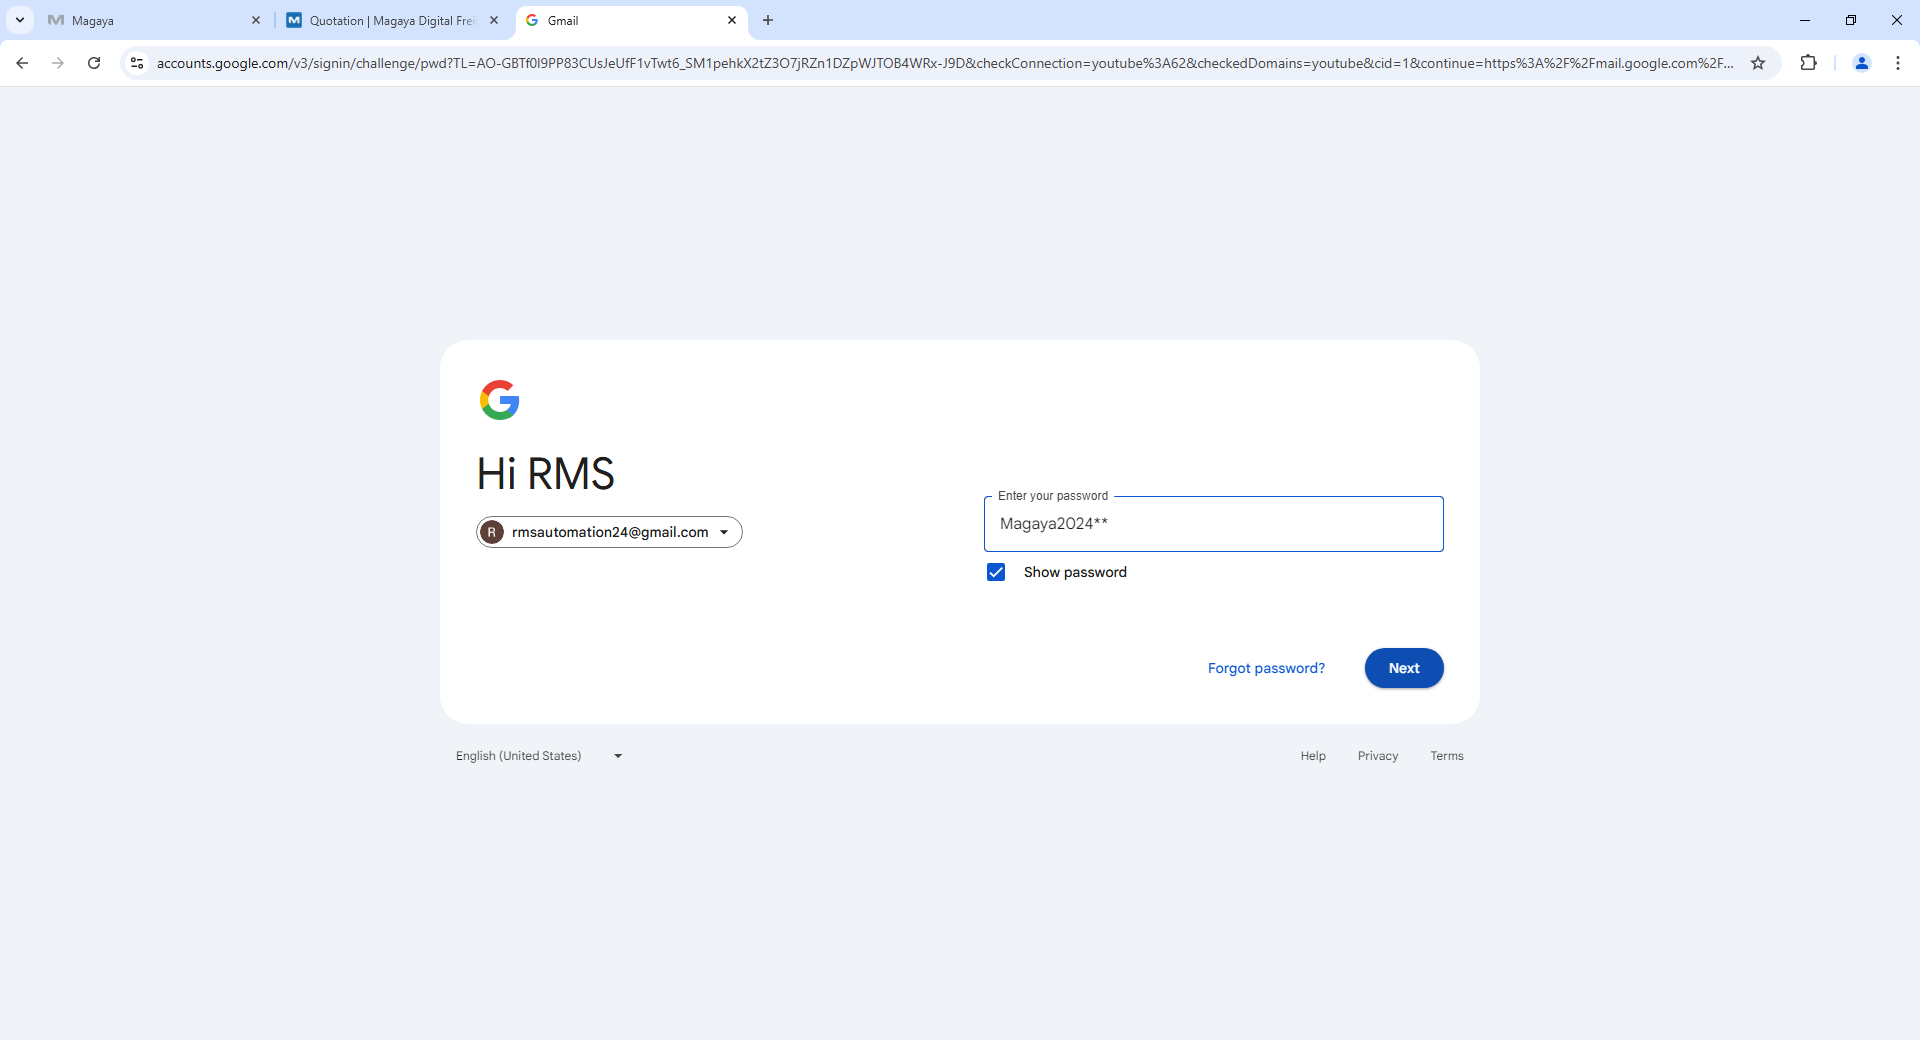 Magaya
Quotation | Magaya Digital Frei
Gmail
accounts.google.com/v3/signin/challenge/pwd?TL=AO-GBTf0I9PP83CUsJeUfF1vTwt6_SM1pehkX2tZ3O7jRZn1DZpWJTOB4WRx-J9D&checkConnection=youtube%3A62&checkedDomains=youtube&cid=1&continue=https%3A%2F%2Fmail.google.com%2F...
Hi RMS
R rmsautomation24@gmail.com
Enter your password
Magaya2024**
Show password
Forgot password?
Next
English (United States)
Help Privacy Terms